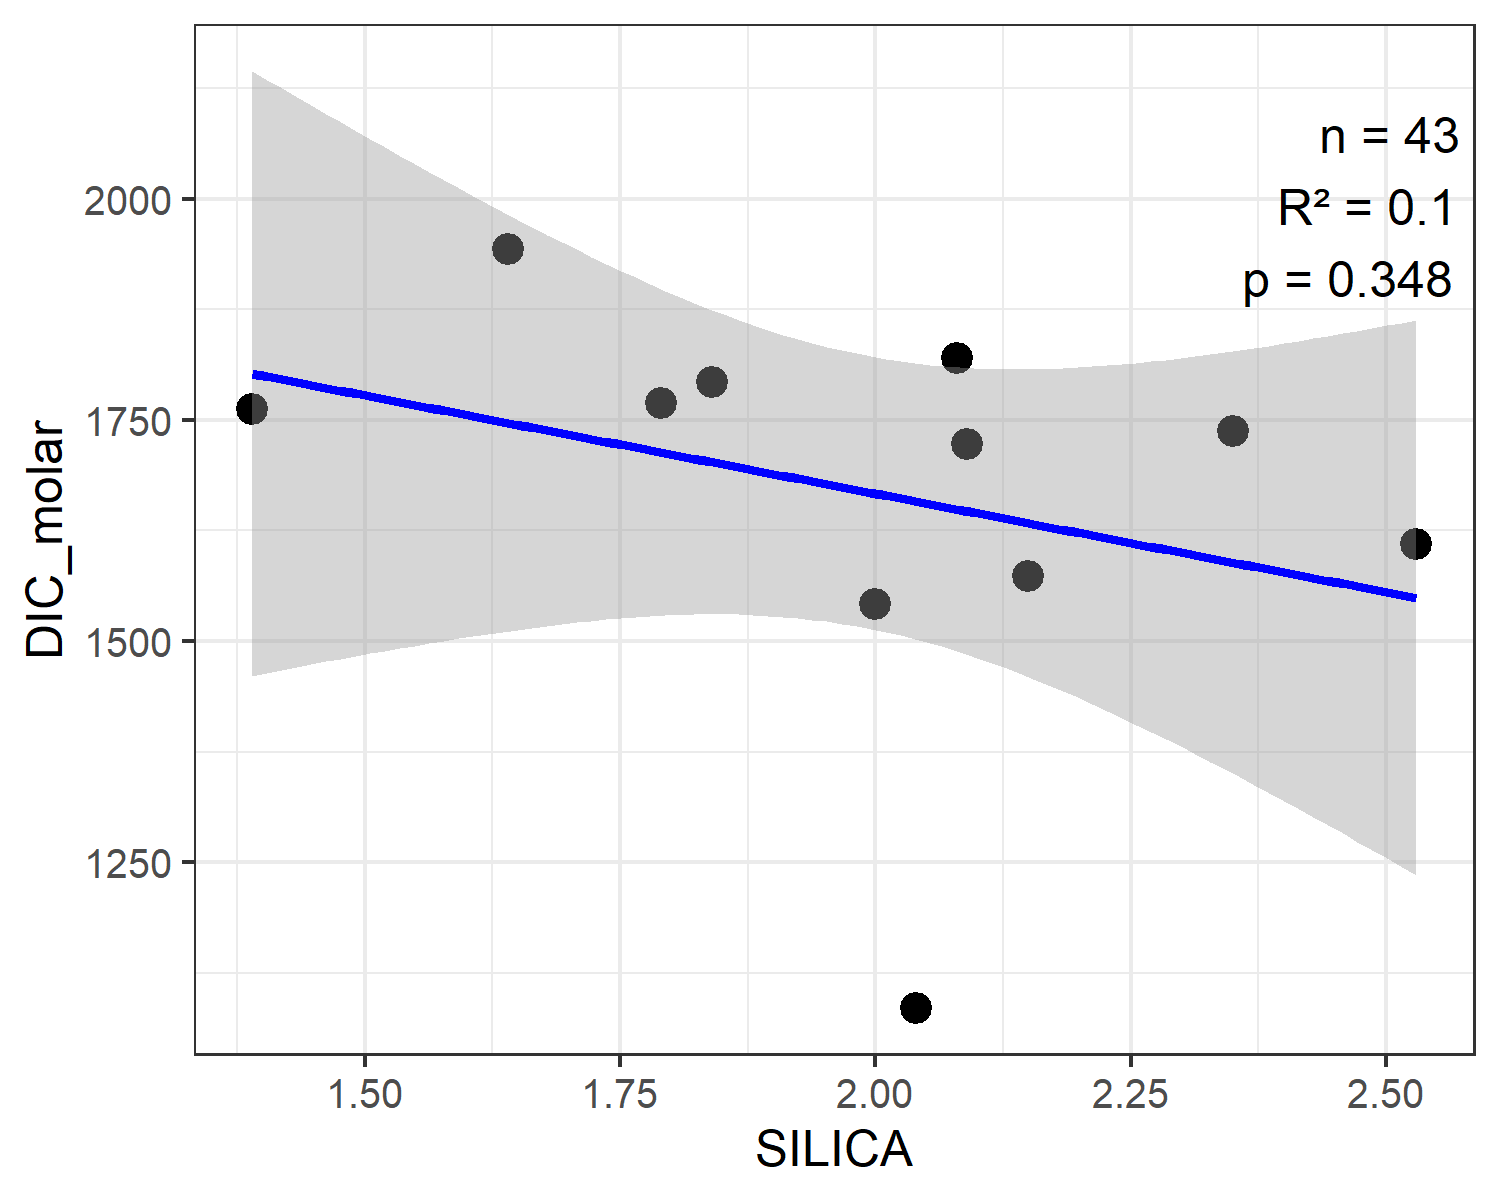 n = 43
R² = 0.1
p = 0.348
2000
1750
1500
1250
DIC_molar
1.50 1.75 2.00 2.25 2.50
SILICA